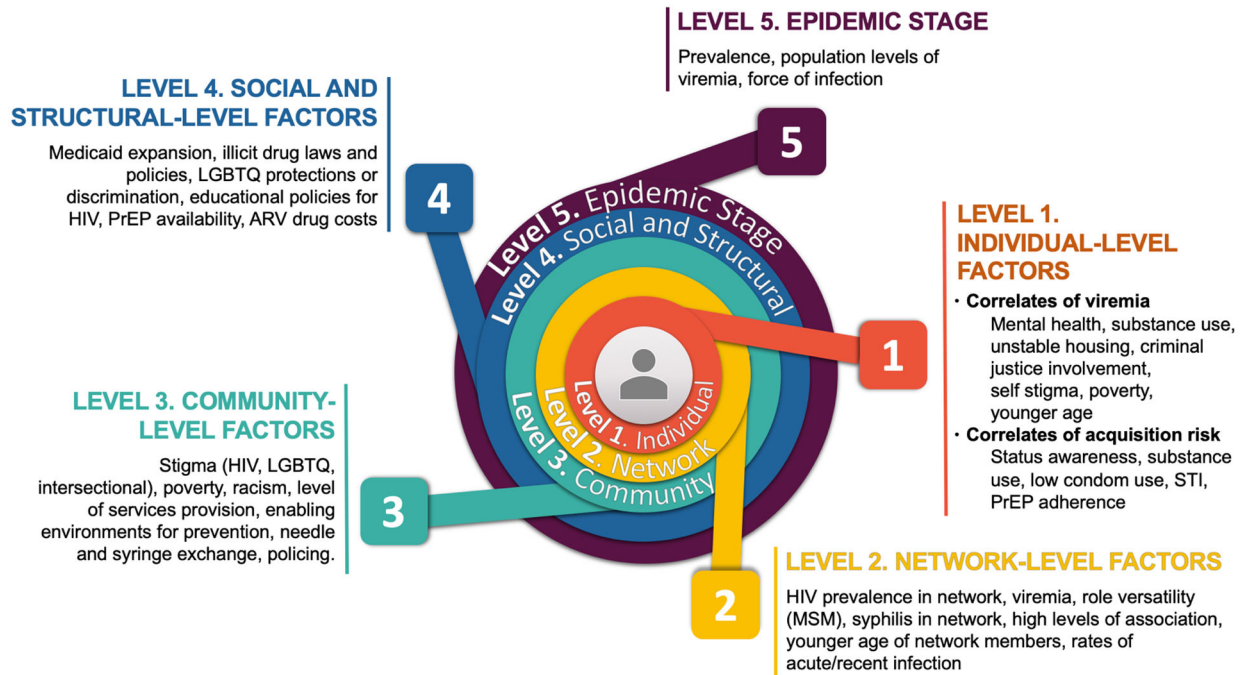 LEVEL 5. EPIDEMIC STAGE
Prevalence, population levels of
viremia, force of infection
LEVEL 4. SOCIAL AND
STRUCTURAL-LEVEL FACTORS
Medicaid expansion, illicit drug laws and
policies, LGBTQ protections or
discrimination, educational policies for
HIV, PrEP availability, ARV drug costs
5
4
Level 5. Epidemic Stage
Level 4. Social and Structural
Level 1. Individual
Level 2. Network
Level 3. Community
1
LEVEL 1.
INDIVIDUAL-LEVEL
FACTORS
· Correlates of viremia
Mental health, substance use,
unstable housing, criminal
justice involvement,
self stigma, poverty,
younger age
· Correlates of acquisition risk
Status awareness, substance
use, low condom use, STI,
PrEP adherence
LEVEL 3. COMMUNITY-
LEVEL FACTORS
Stigma (HIV, LGBTQ,
intersectional), poverty, racism, level
of services provision, enabling
environments for prevention, needle
and syringe exchange, policing.
3
2
LEVEL 2. NETWORK-LEVEL FACTORS
HIV prevalence in network, viremia, role versatility
(MSM), syphilis in network, high levels of association,
younger age of network members, rates of
acute/recent infection